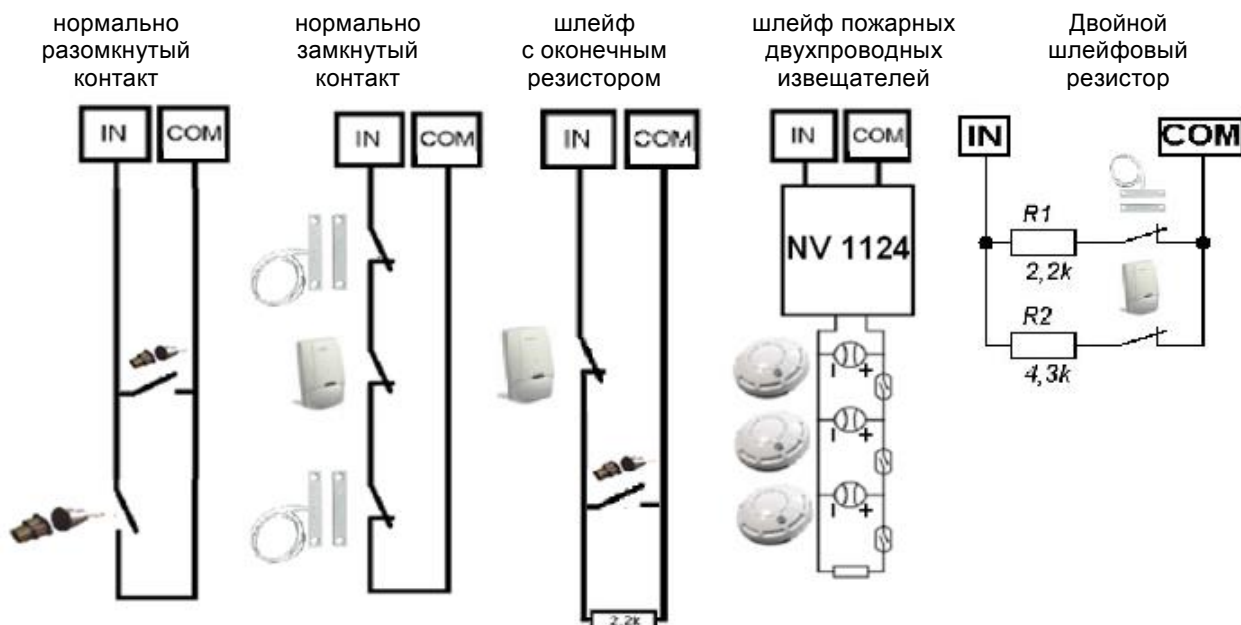 нормально
разомкнутый
контакт
нормально
замкнутый
контакт
шлейф
с оконечным
резистором
шлейф пожарных
двухпроводных
извещателей
Двойной
шлейфовый
резистор
IN COM
IN COM
IN COM
IN COM
IN COM
NV 1124
R1
2,2k
R2
4,3k
- +
- +
- +
2,2k